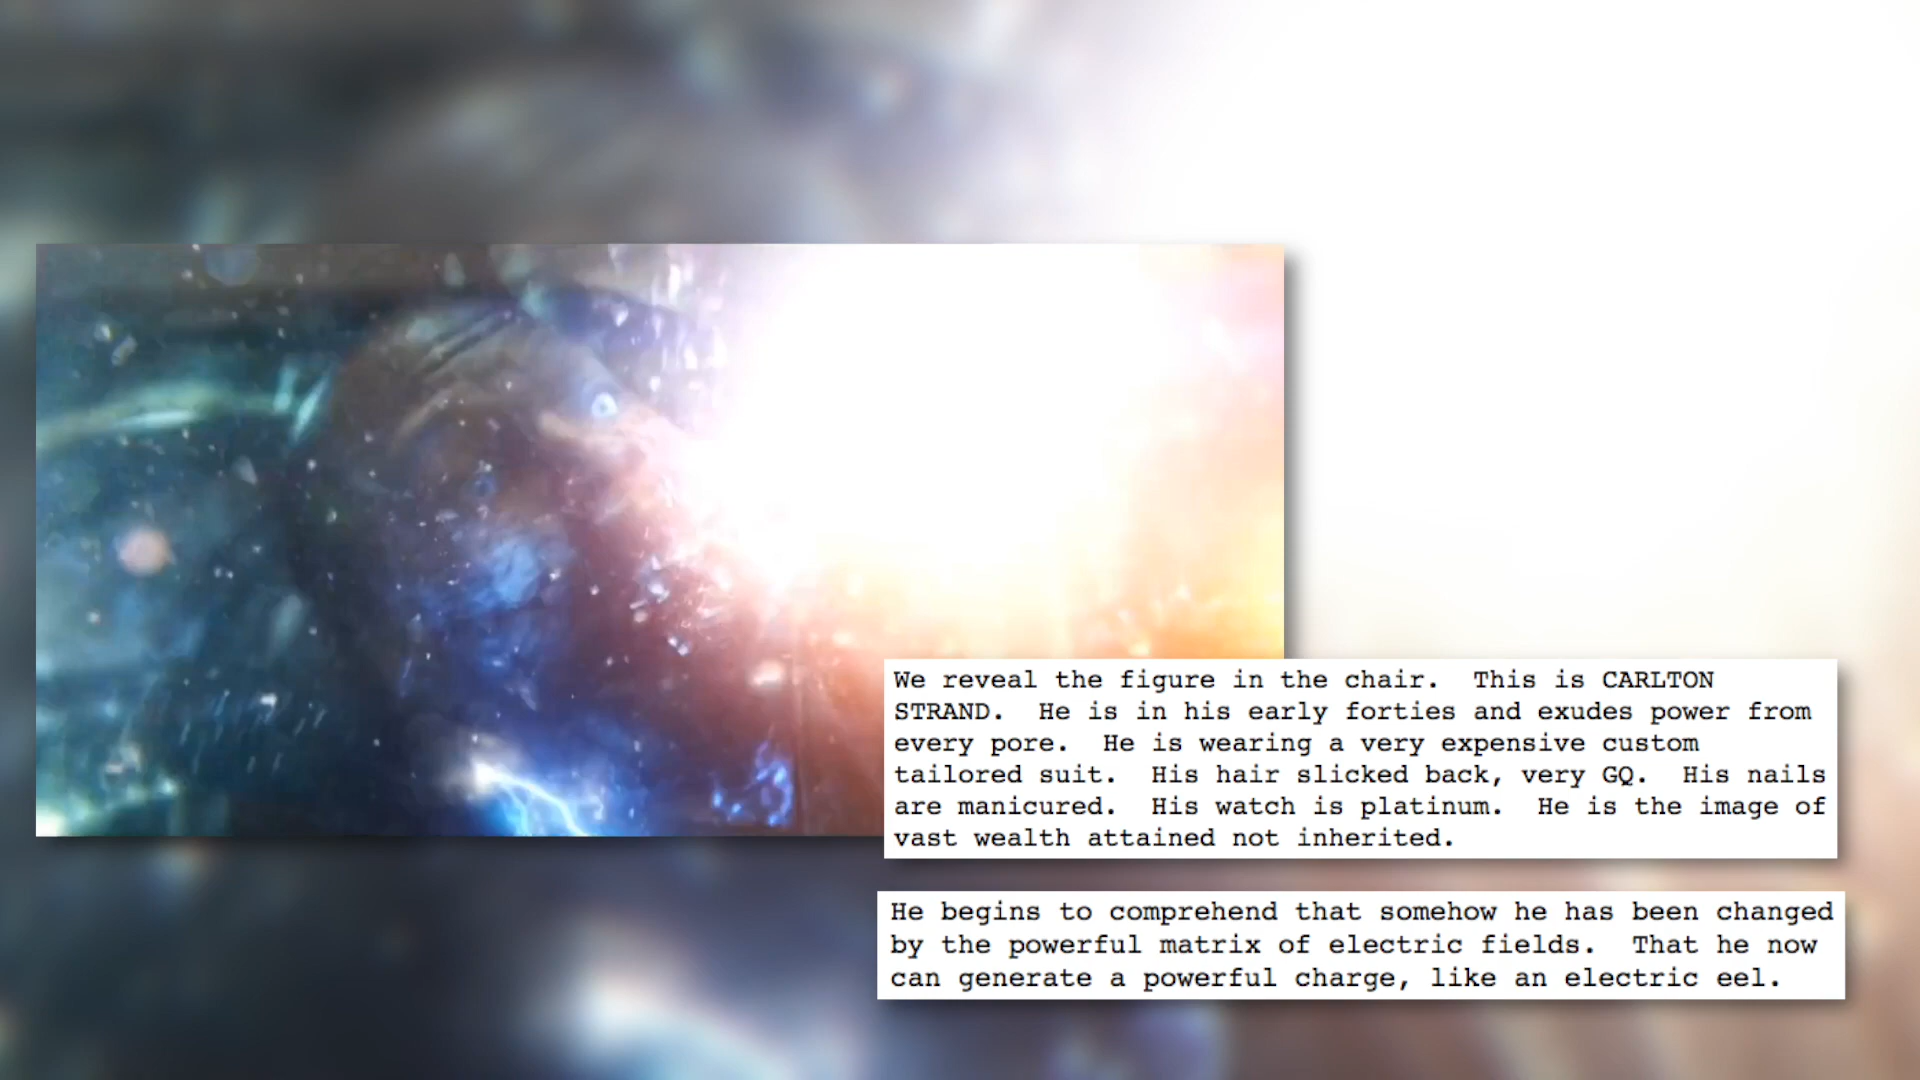 We reveal the figure in the chair.  This is CARLTON
STRAND.  He is in his early forties and exudes power from
every pore.  He is wearing a very expensive custom
tailored suit.  His hair slicked back, very GQ.  His nails
are manicured.  His watch is platinum.  He is the image of
vast wealth attained not inherited.
He begins to comprehend that somehow he has been changed
by the powerful matrix of electric fields.  That he now
can generate a powerful charge, like an electric eel.